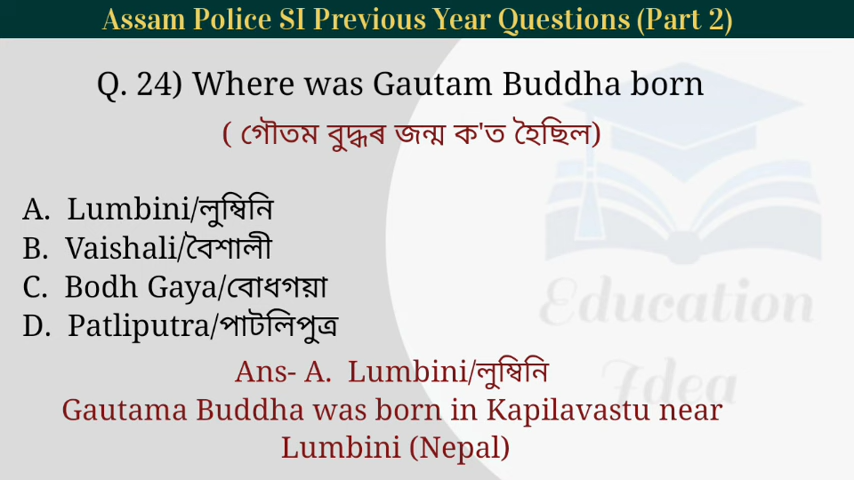 Assam Police SI Previous Year Questions (Part 2)
Q. 24) Where was Gautam Buddha born
( গৌতম বুদ্ধৰ জন্ম ক'ত হৈছিল)
A. Lumbini/লুম্বিনি
B. Vaishali/বৈশালী
C. Bodh Gaya/বোধগয়া
D. Patliputra/পাটলিপুত্ৰ
Ans- A. Lumbini/লুম্বিনি
Gautama Buddha was born in Kapilavastu near
Lumbini (Nepal)
Education
Idea